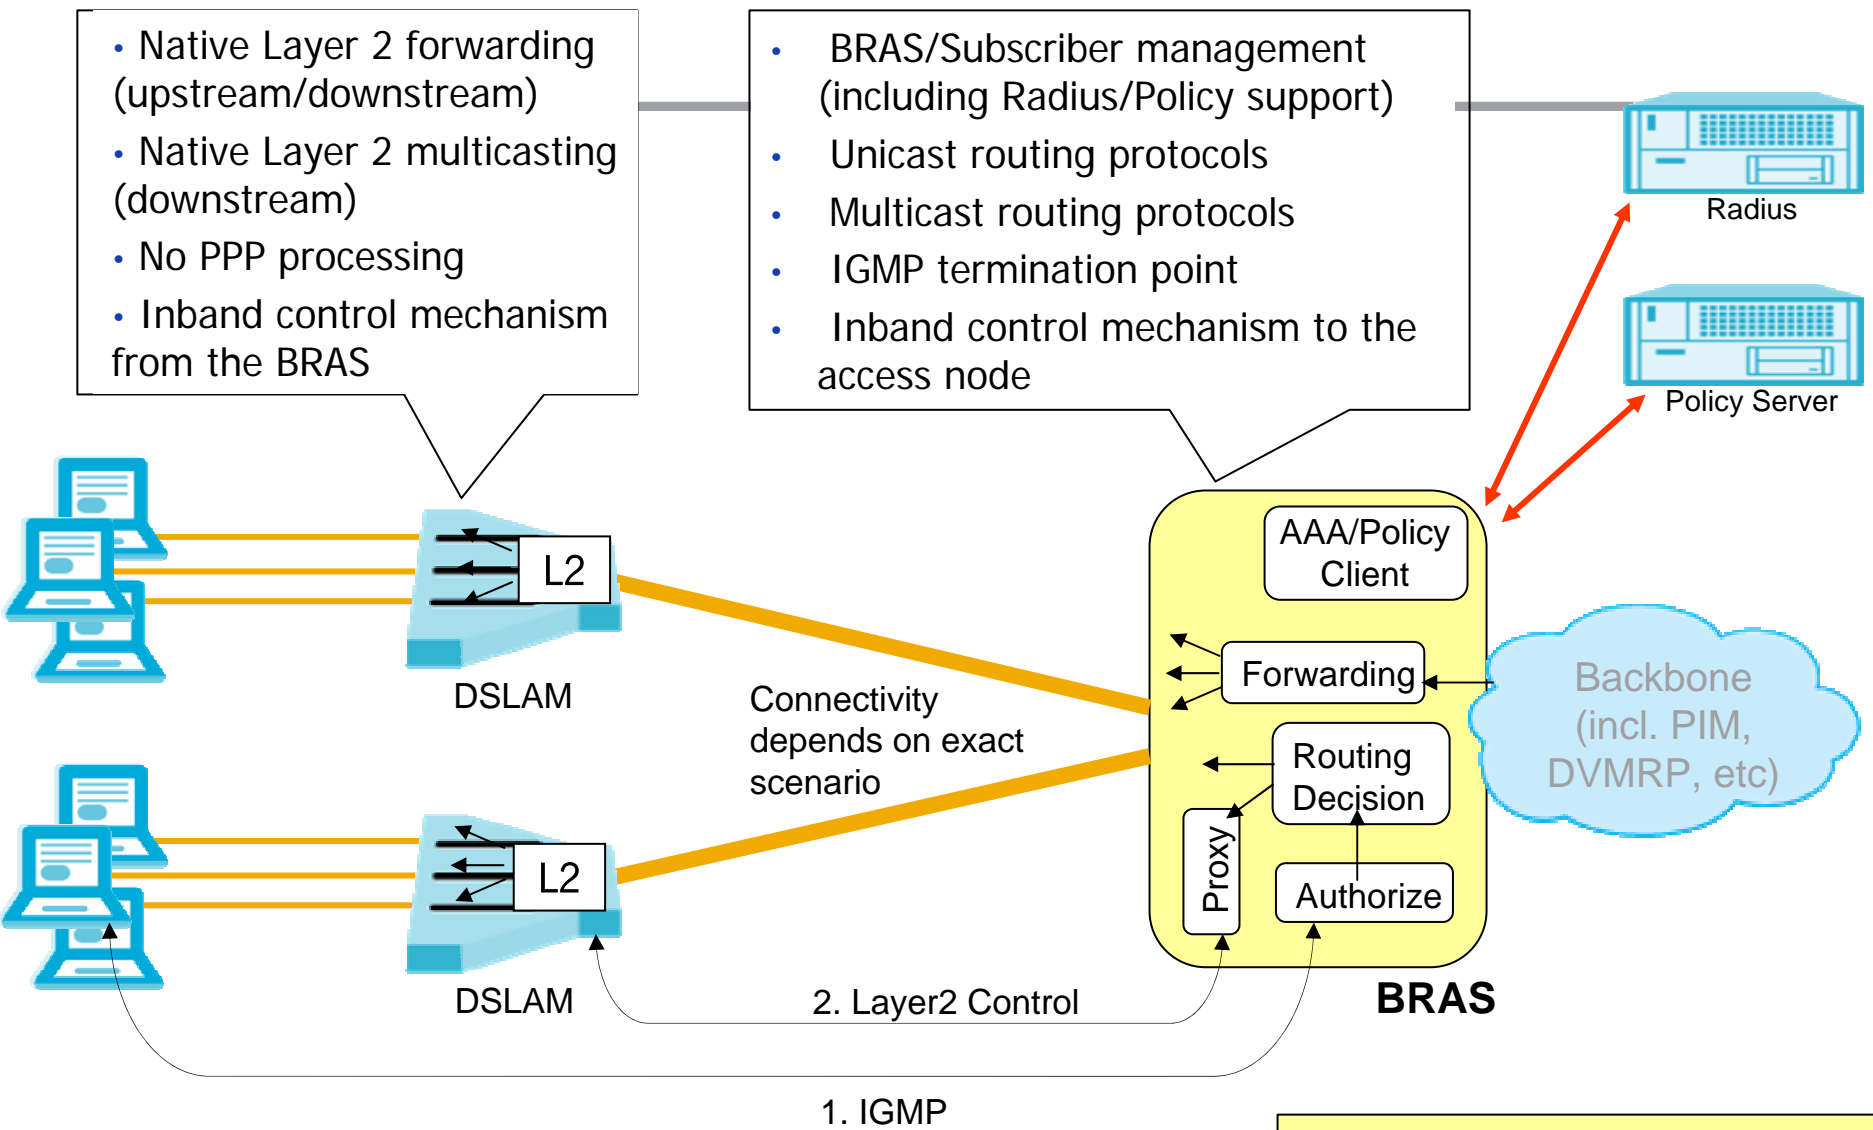 • Native Layer 2 forwarding
(upstream/downstream)
• Native Layer 2 multicasting
(downstream)
• No PPP processing
• Inband control mechanism
from the BRAS
• BRAS/Subscriber management
(including Radius/Policy support)
• Unicast routing protocols
• Multicast routing protocols
• IGMP termination point
• Inband control mechanism to the
access node
Radius
Policy Server
AAA/Policy
Client
L2
DSLAM
Connectivity
depends on exact
scenario
Forwarding
Backbone
(incl. PIM,
DVMRP, etc)
Routing
Decision
Proxy
Authorize
L2
DSLAM
2. Layer2 Control
BRAS
1. IGMP